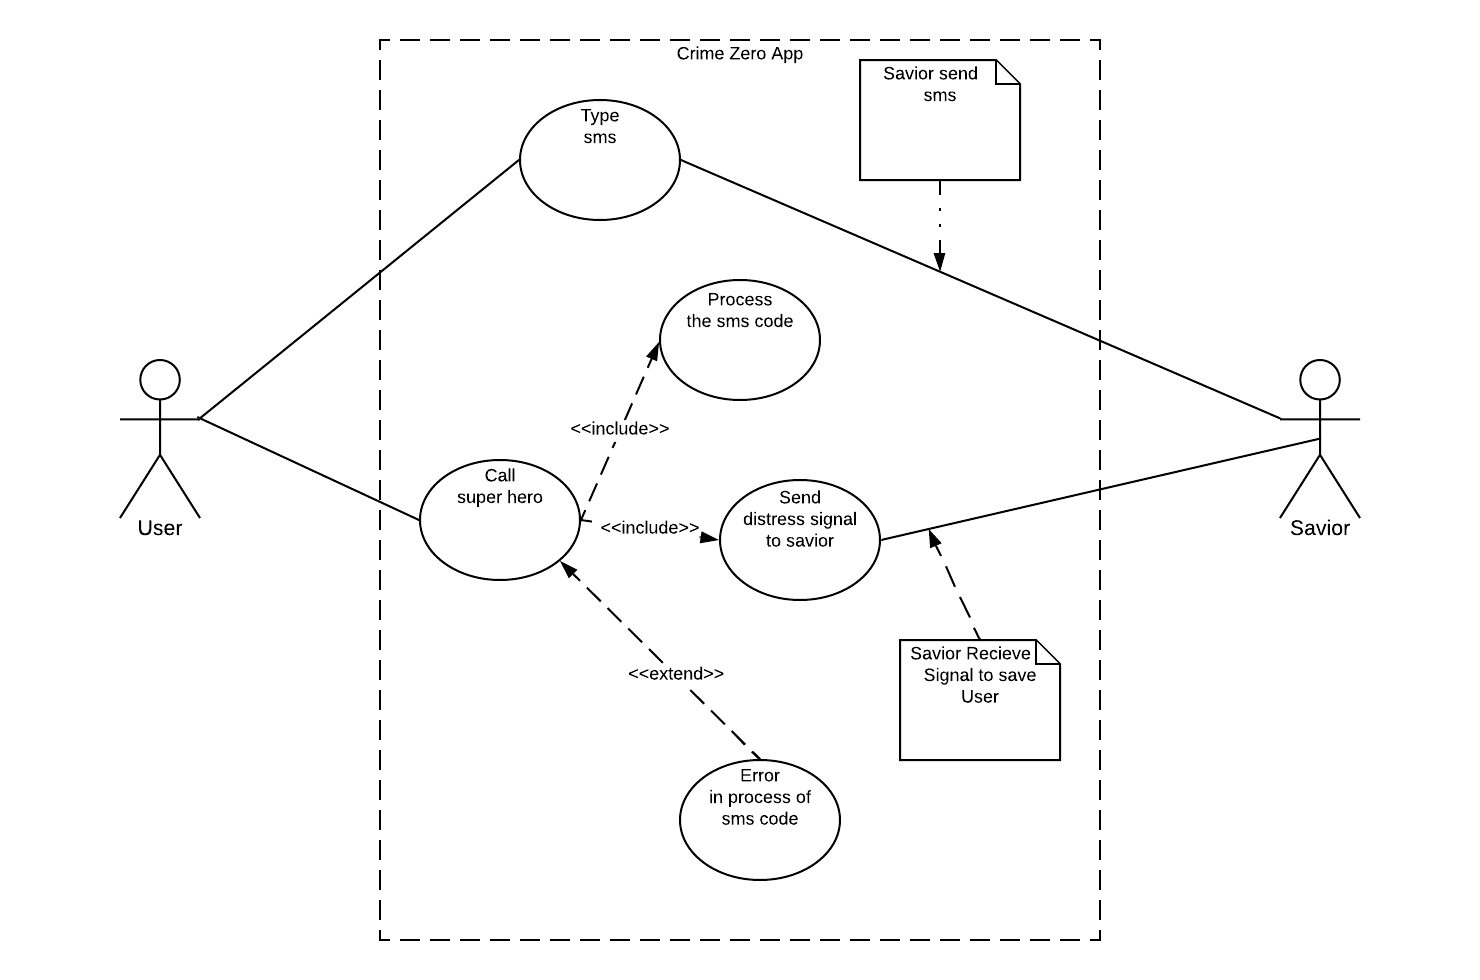 Crime Zero App
Savior send
sms
Type
sms
Process
the sms code
<<include>>
Call
super hero
<<include>>
Send
distress signal
to savior
User
Savior
Savior Recieve
Signal to save
User
<<extend>>
Error
in process of
sms code